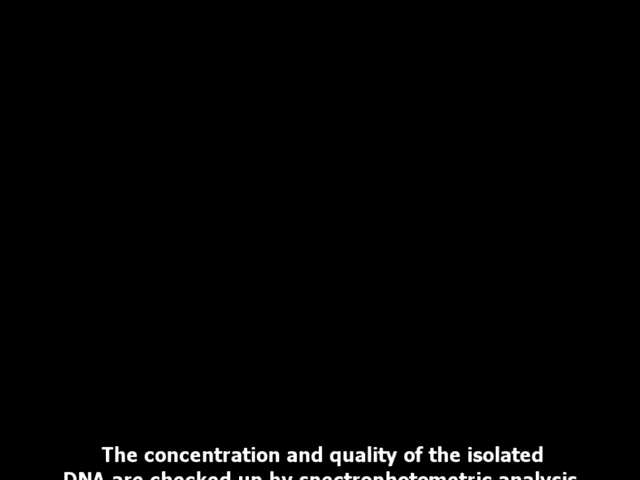 The concentration and quality of the isolated
DNA are checked up by spectrophotometric analysis